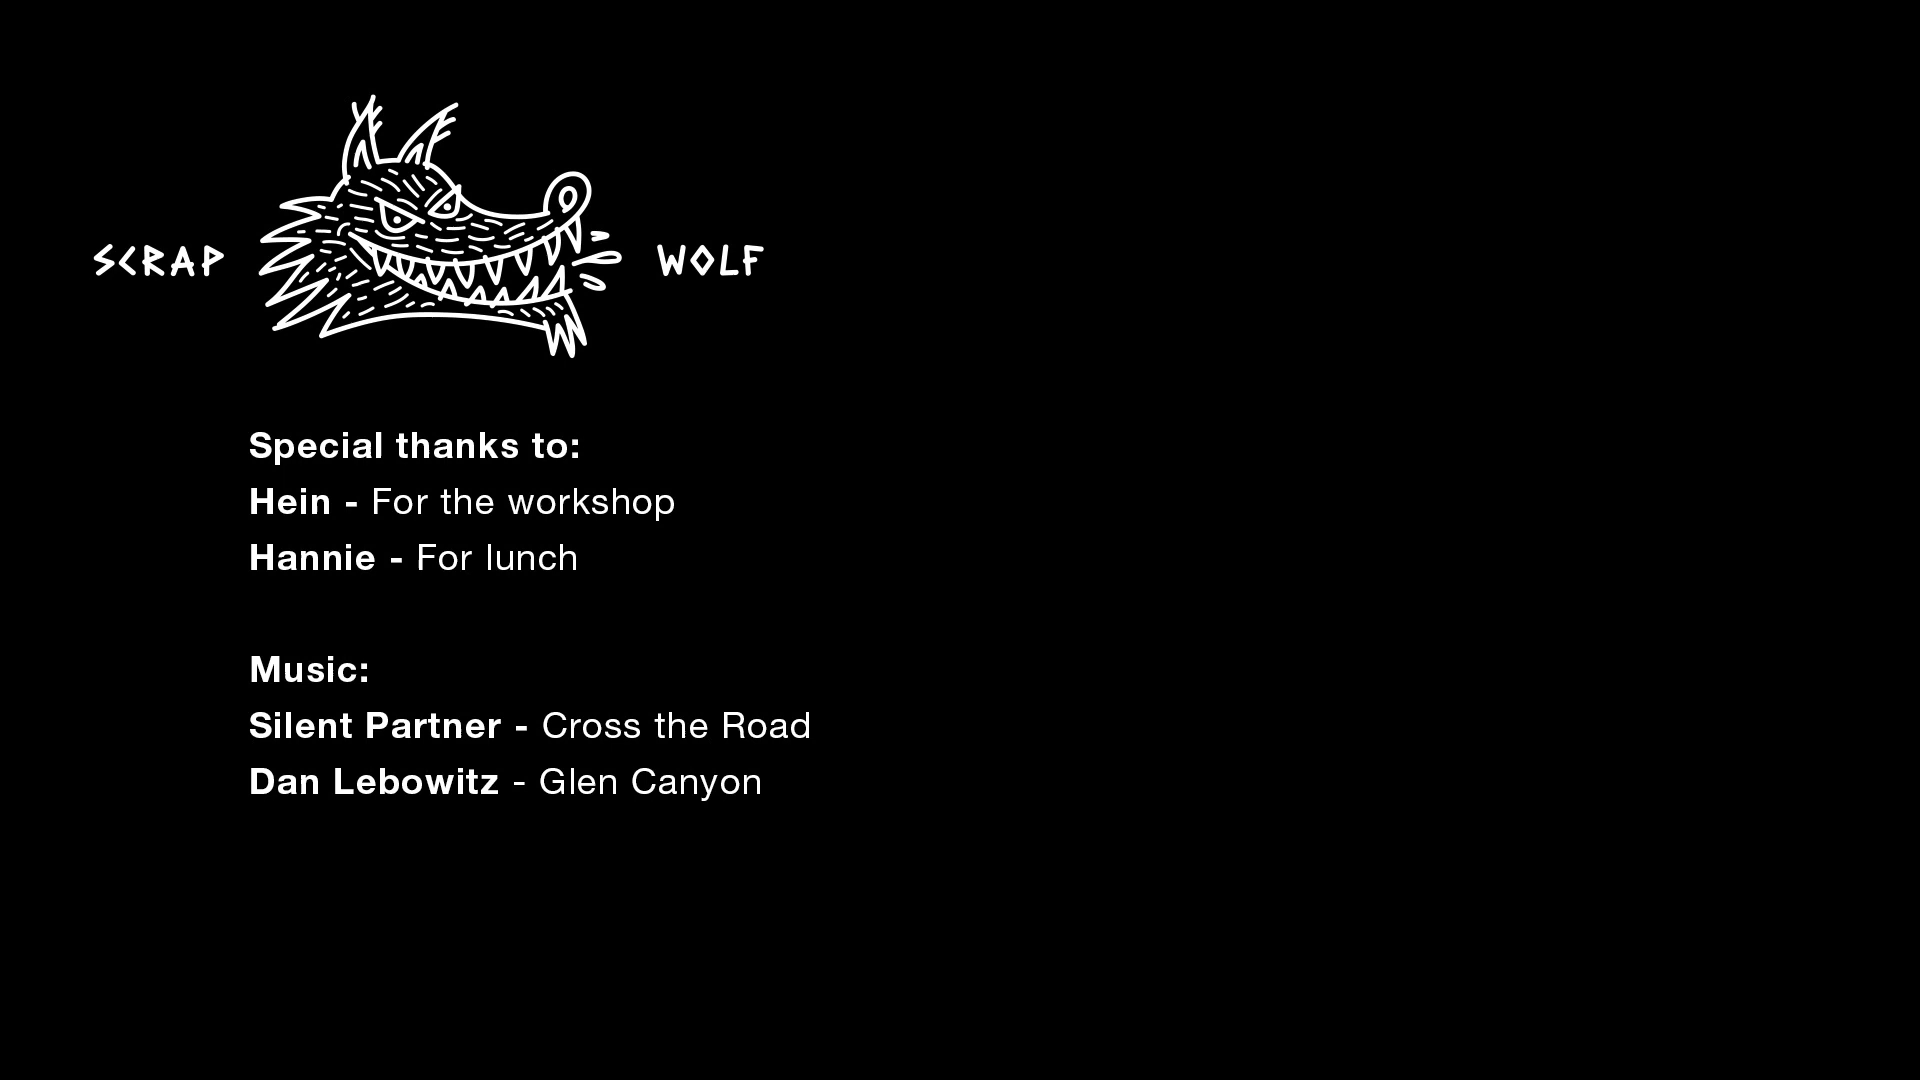 SCRAP WOLF
Special thanks to:
Hein - For the workshop
Hannie - For lunch
Music:
Silent Partner - Cross the Road
Dan Lebowitz - Glen Canyon